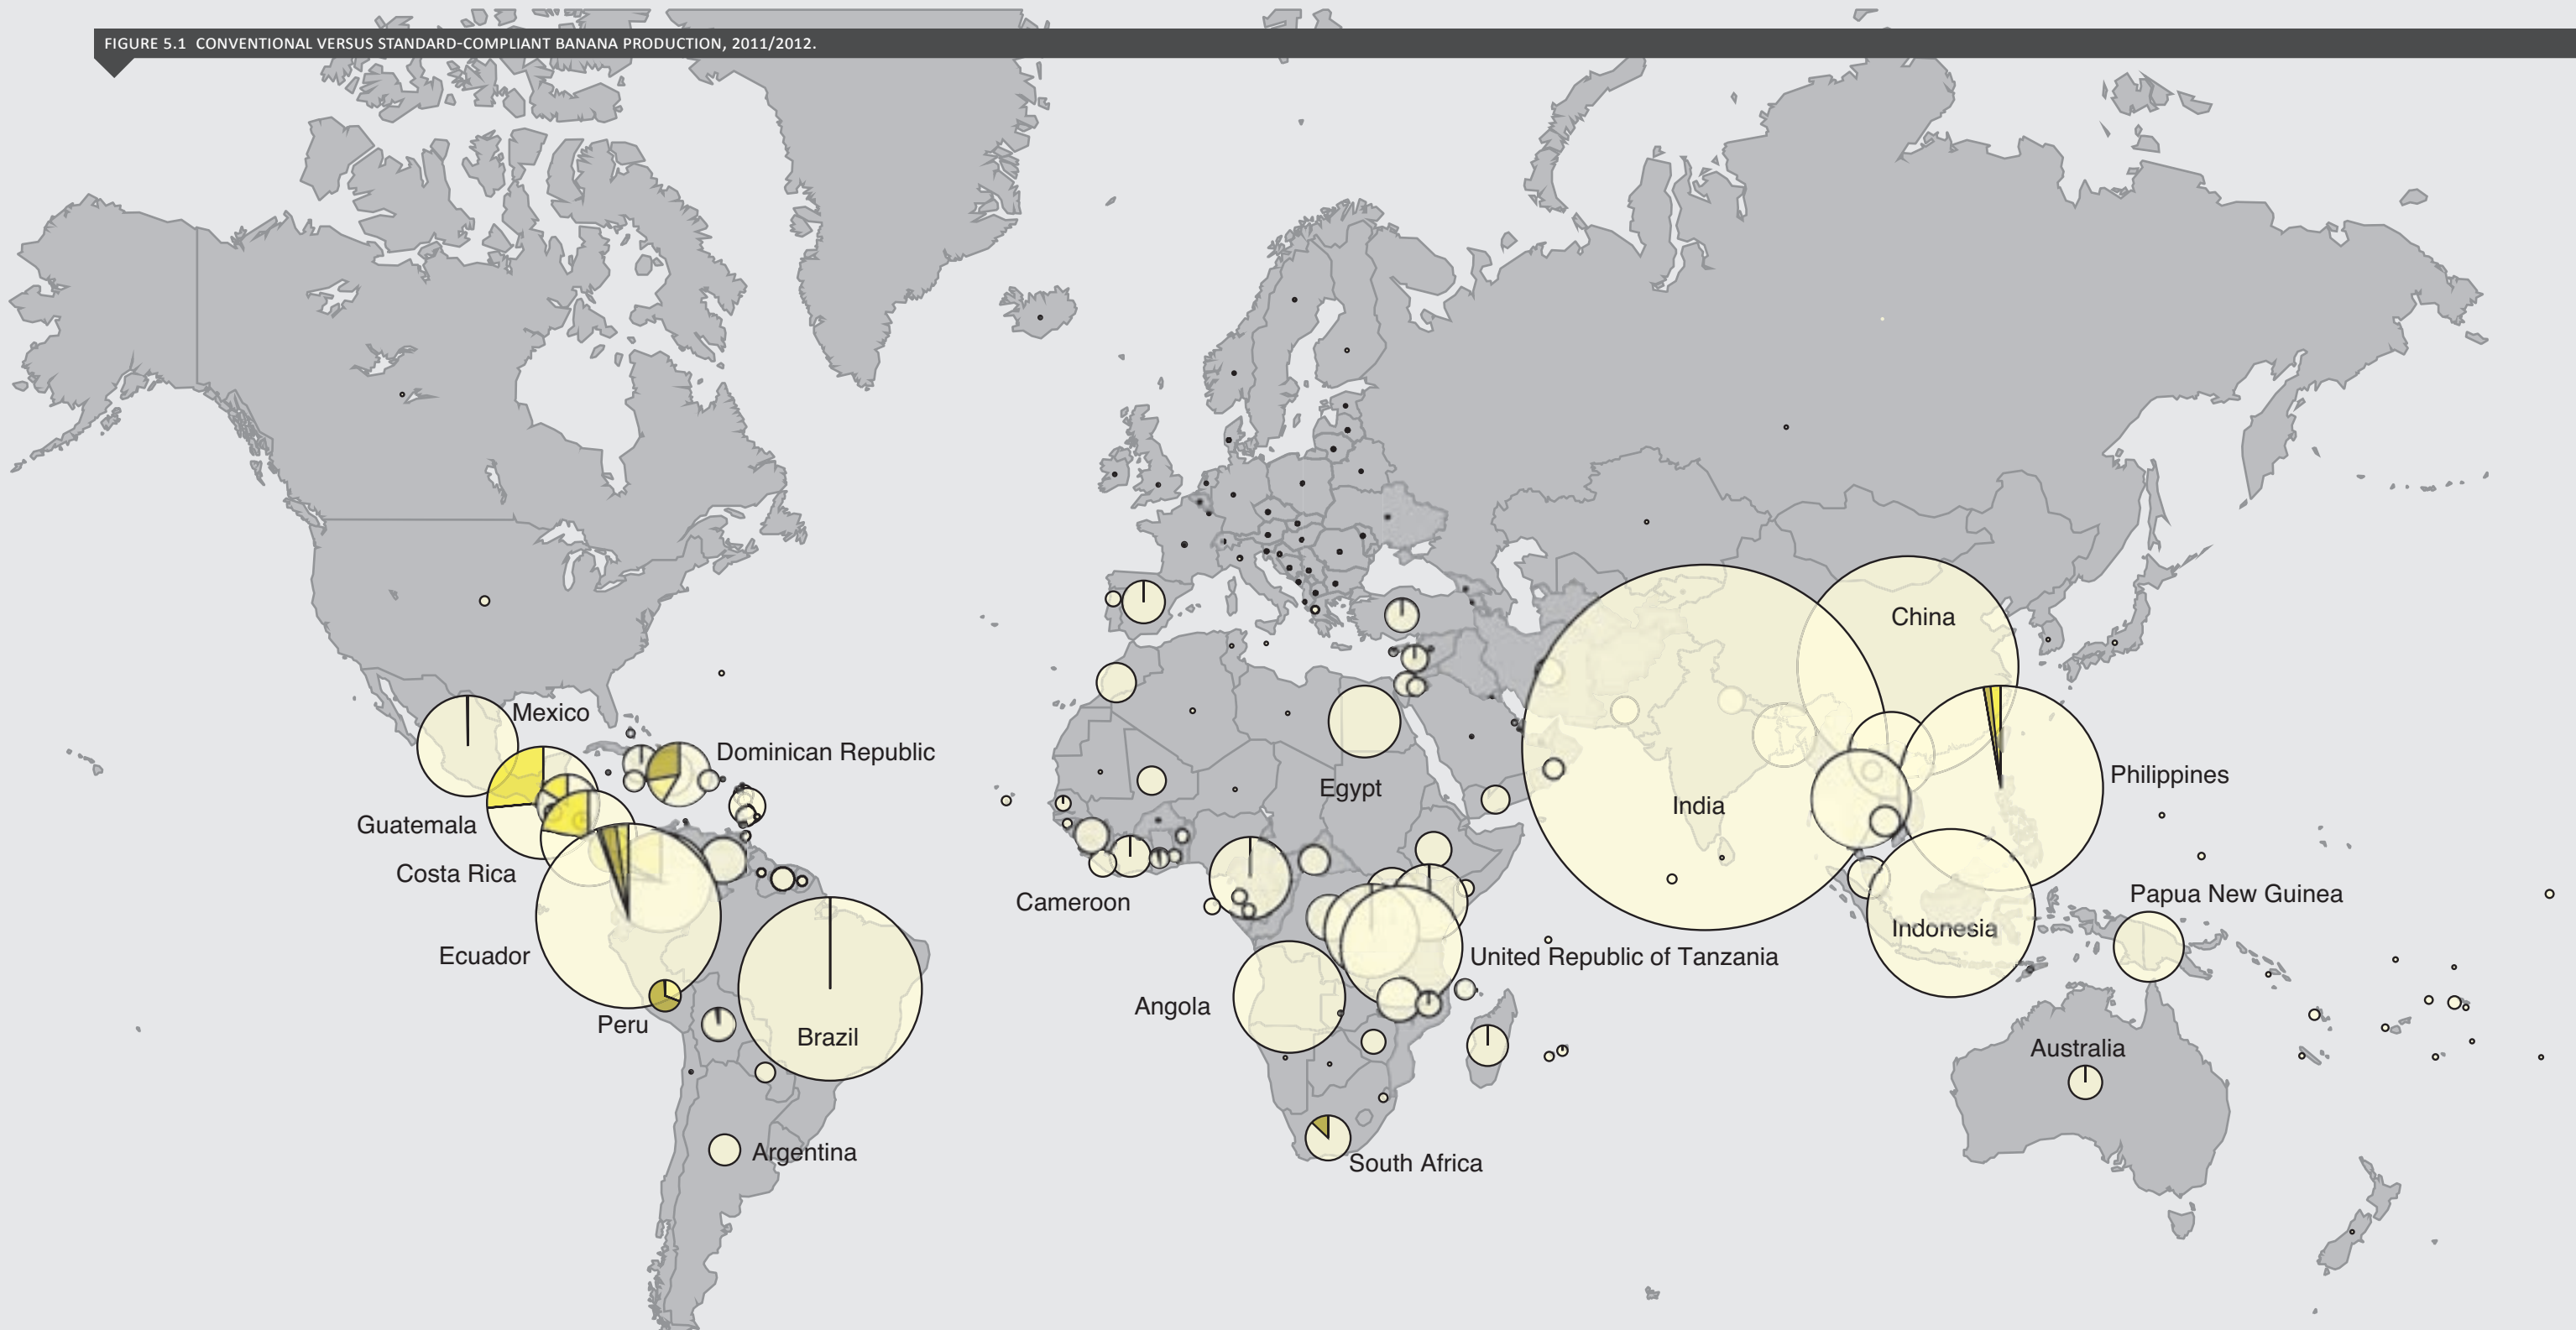 FIGURE 5.1 CONVENTIONAL VERSUS STANDARD-COMPLIANT BANANA PRODUCTION, 2011/2012.
China
Mexico
Dominican Republic
Philippines
Egypt
India
Guatemala
Costa Rica
Papua New Guinea
Cameroon
Indonesia
Ecuador
United Republic of Tanzania
Angola
Peru
Brazil
Australia
Argentina
South Africa